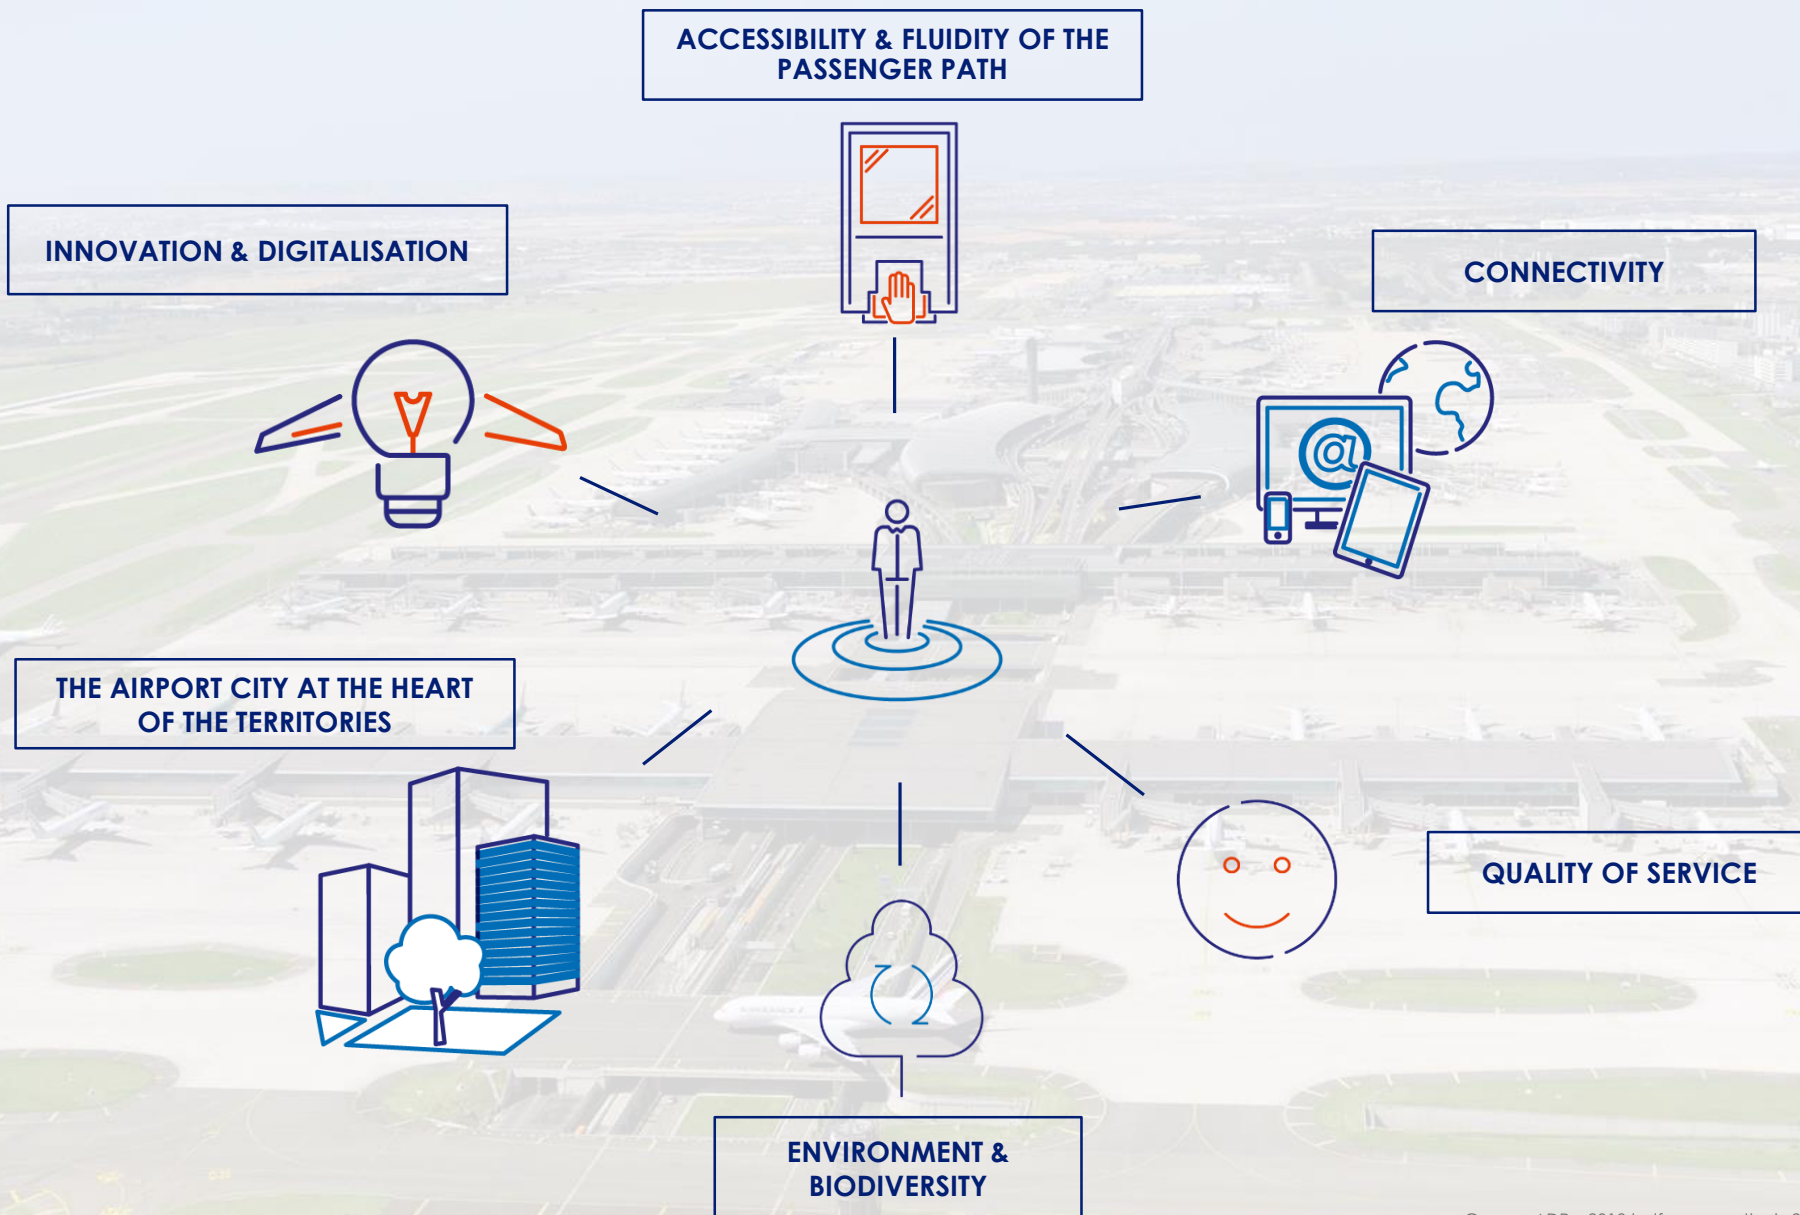 ACCESSIBILITY & FLUIDITY OF THE
PASSENGER PATH
INNOVATION & DIGITALISATION
CONNECTIVITY
@
THE AIRPORT CITY AT THE HEART
OF THE TERRITORIES
QUALITY OF SERVICE
ENVIRONMENT &
BIODIVERSITY